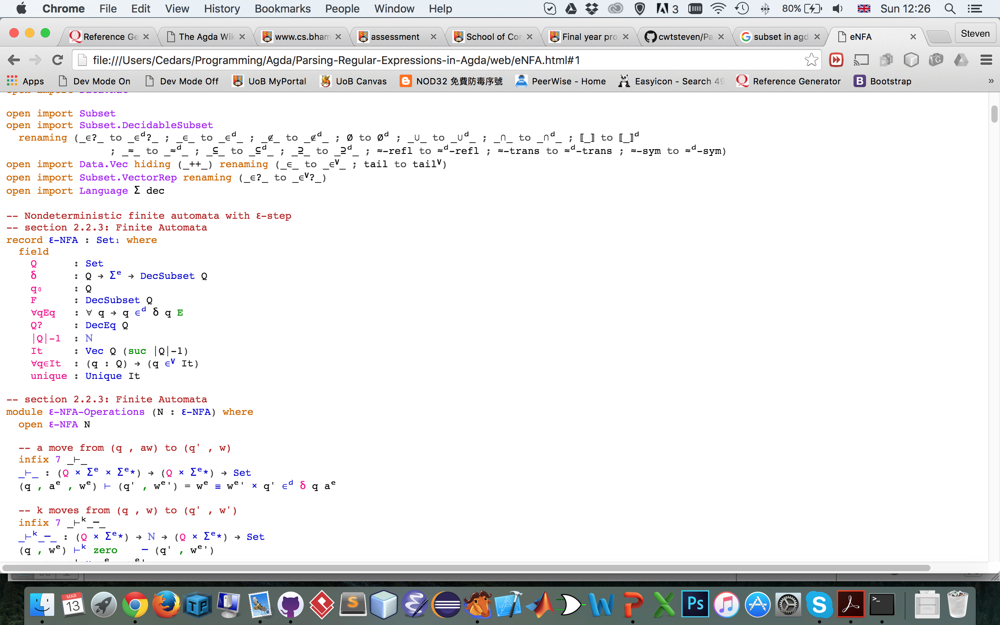 Chrome File Edit View History Bookmarks People Window Help 3 80% Sun 12:26
Reference Ge The Agda Wik www.cs.bham assessment School of Cor Final year pro cwtsteven/Pa subset in agd eNFA Steven
file:///Users/Cedars/Programming/Agda/Parsing-Regular-Expressions-in-Agda/web/eNFA.html#1
Apps Dev Mode On Dev Mode Off UoB MyPortal UoB Canvas NOD32 免費防毒序號 PeerWise - Home Easyicon - Search 49 Reference Generator Bootstrap »
open import Data.Nat
open import Subset
open import Subset.DecidableSubset
renaming (_∈?_ to _∈ᵈ?_ ; _∈_ to _∈ᵈ_ ; _∉_ to _∉ᵈ_ ; Ø to Øᵈ ; _∪_ to _∪ᵈ_ ; _∩_ to _∩ᵈ_ ; ⟦_⟧ to ⟦_⟧ᵈ
; _≈_ to _≈ᵈ_ ; _⊆_ to _⊆ᵈ_ ; _⊇_ to _⊇ᵈ_ ; ≈-refl to ≈ᵈ-refl ; ≈-trans to ≈ᵈ-trans ; ≈-sym to ≈ᵈ-sym)
open import Data.Vec hiding (_++_) renaming (_∈_ to _∈ⱽ_ ; tail to tailⱽ)
open import Subset.VectorRep renaming (_∈?_ to _∈ⱽ?_)
open import Language Σ dec
-- Nondeterministic finite automata with ε-step
-- section 2.2.3: Finite Automata
record ε-NFA : Set₁ where
field
Q : Set
δ : Q → Σᵉ → DecSubset Q
q₀ : Q
F : DecSubset Q
∀qEq : ∀ q → q ∈ᵈ δ q E
Q? : DecEq Q
|Q|-1 : ℕ
It : Vec Q (suc |Q|-1)
∀q∈It : (q : Q) → (q ∈ⱽ It)
unique : Unique It
-- section 2.2.3: Finite Automata
module ε-NFA-Operations (N : ε-NFA) where
open ε-NFA N
-- a move from (q , aw) to (q' , w)
infix 7 _⊢_
_⊢_ : (Q × Σᵉ × Σᵉ*) → (Q × Σᵉ*) → Set
(q , aᵉ , wᵉ) ⊢ (q' , wᵉ') = wᵉ ≡ wᵉ' × q' ∈ᵈ δ q aᵉ
-- k moves from (q , w) to (q' , w')
infix 7 _⊢ᵏ_─_
_⊢ᵏ_─_ : (Q × Σᵉ*) → ℕ → (Q × Σᵉ*) → Set
(q , wᵉ) ⊢ᵏ zero ─ (q' , wᵉ')
MAR
13
TP
S
W
P
X
Ps
S
>_